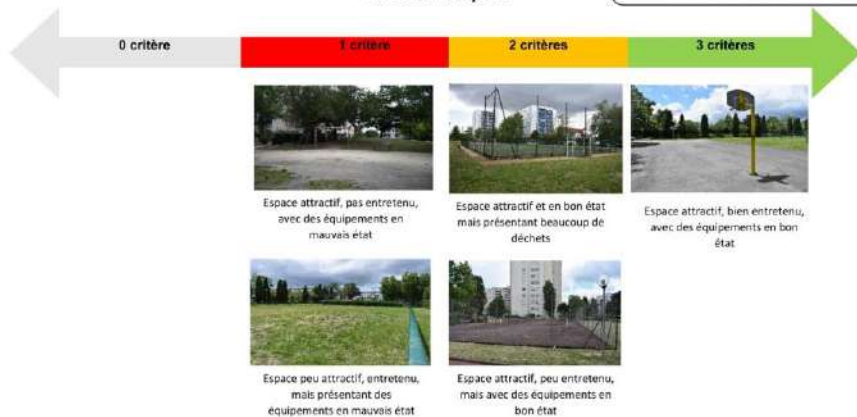 0 critère
1 critère
2 critères
3 critères
Espace attractif, pas entretenu,
avec des équipements en
mauvais état
Espace attractif et en bon état
mais présentant beaucoup de
déchets
Espace attractif, bien entretenu,
avec des équipements en bon
état
Espace peu attractif, entretenu,
mais présentant des
équipements en mauvais état
Espace attractif, peu entretenu,
mais avec des équipements en
bon état